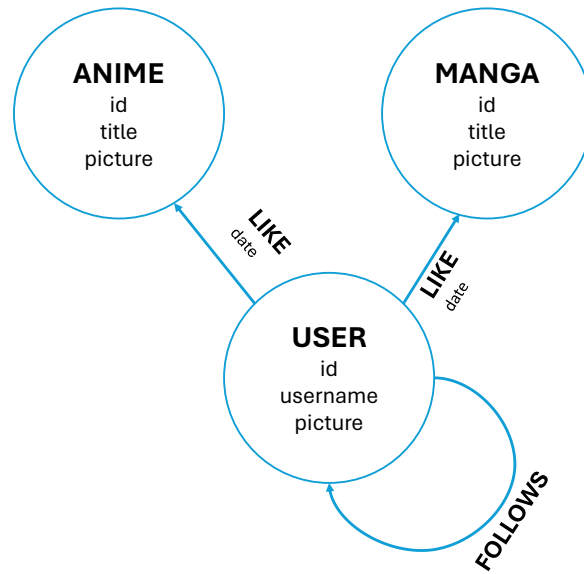 ANIME
id
title
picture
MANGA
id
title
picture
LIKE
date
LIKE
date
USER
id
username
picture
FOLLOWS